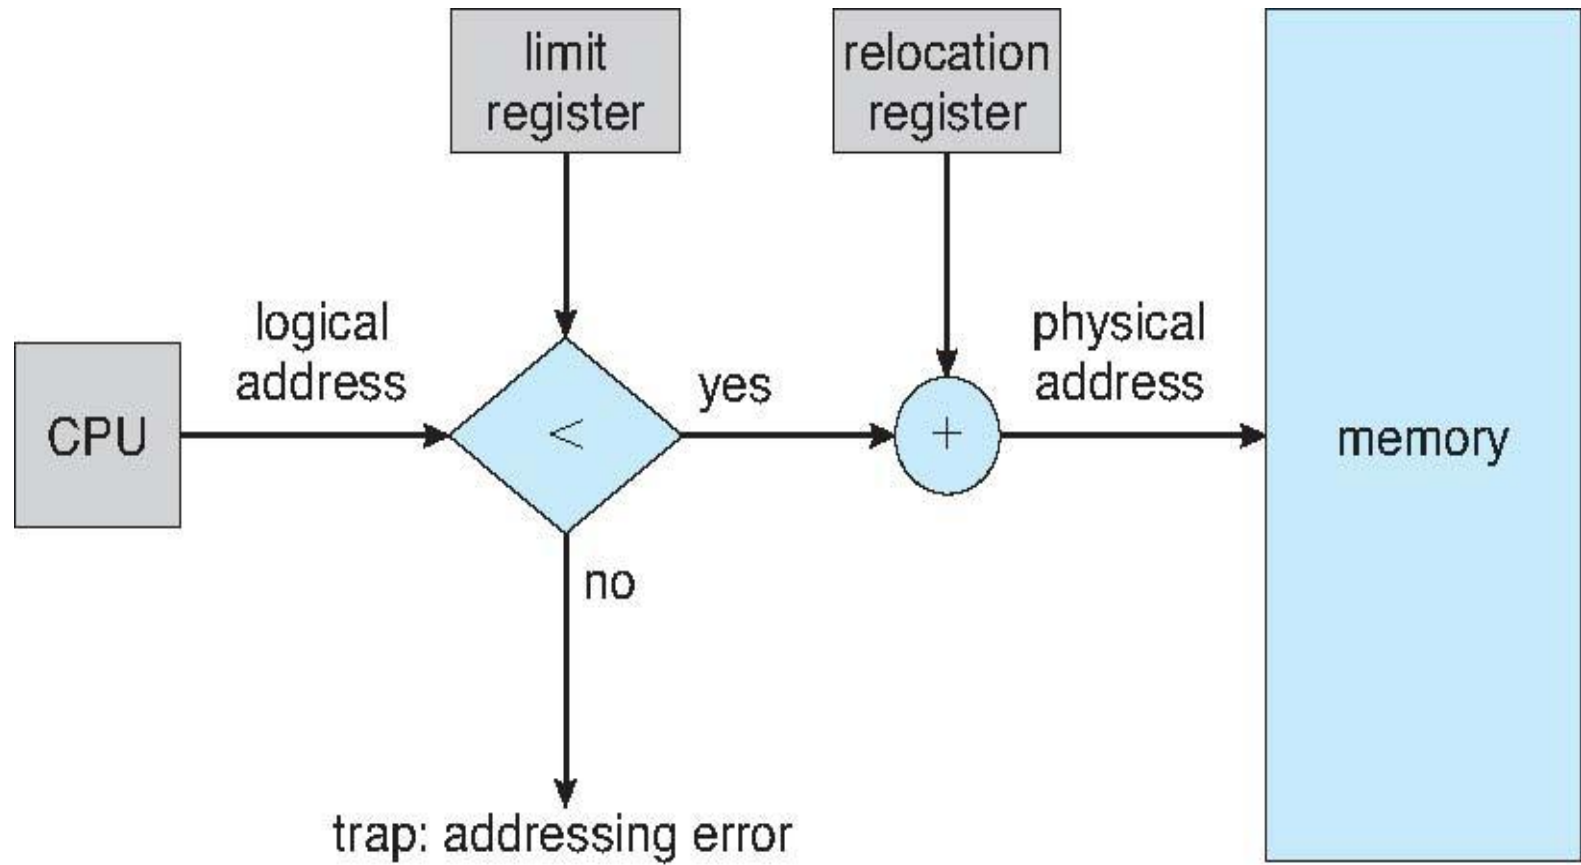 limit
register
relocation
register
logical
address
physical
address
CPU
<
yes
+
memory
no
trap: addressing error